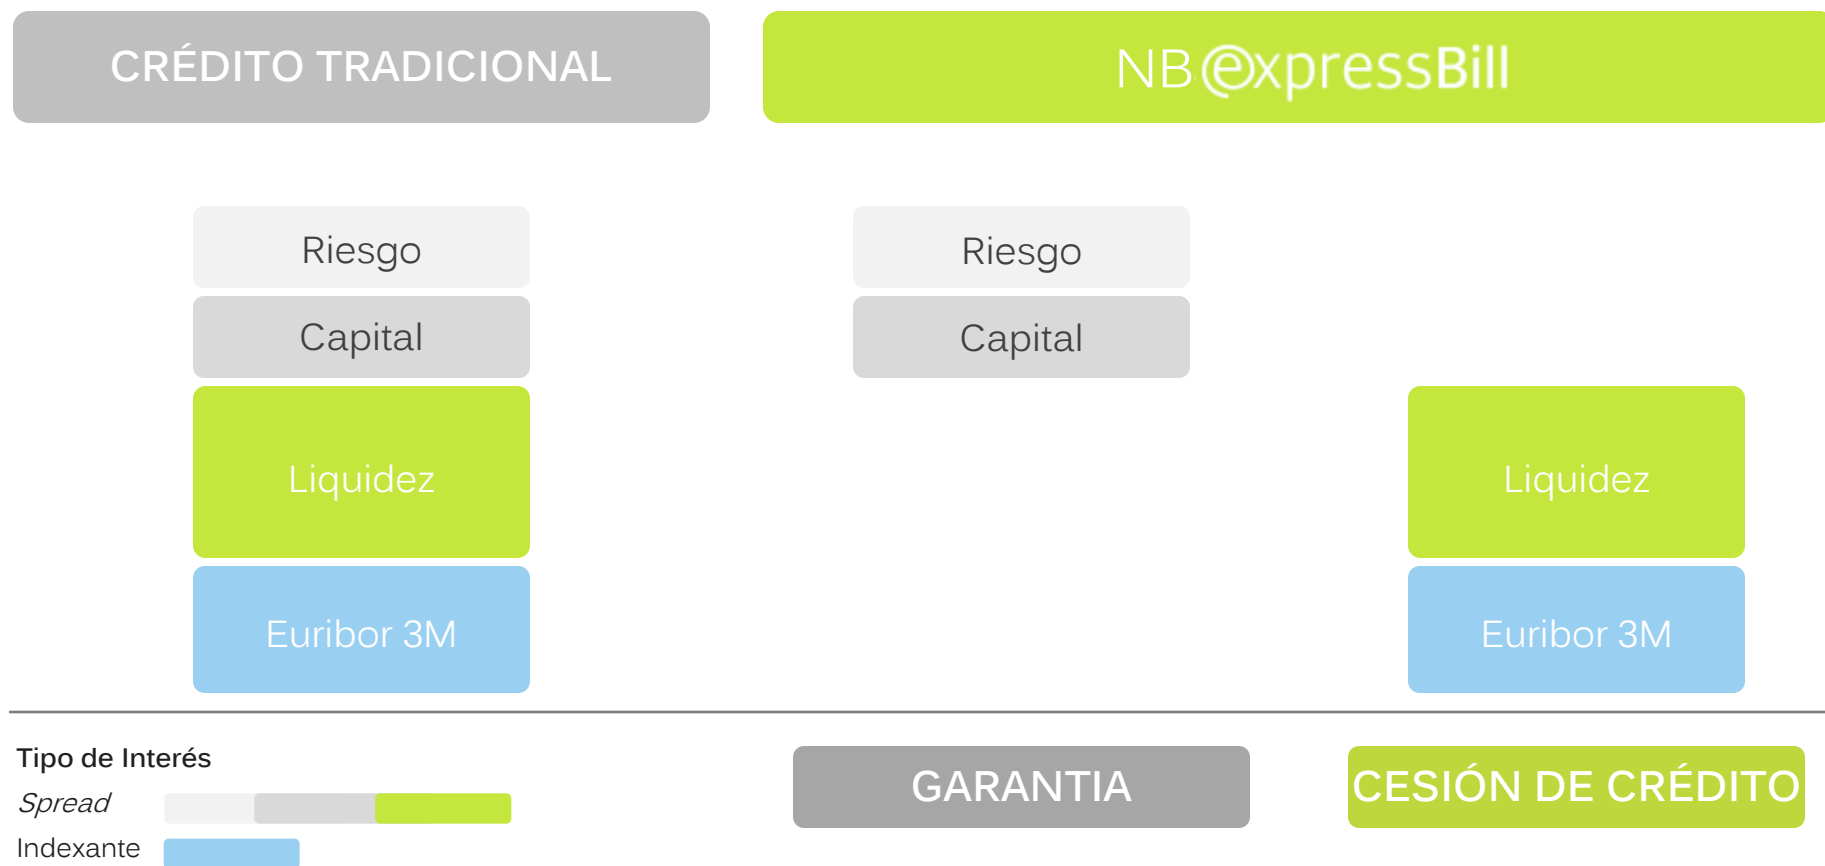 CRÉDITO TRADICIONAL
NB expressBill
Riesgo
Riesgo
Capital
Capital
Liquidez
Liquidez
Euribor 3M
Euribor 3M
Tipo de Interés
Spread
Indexante
GARANTIA
CESIÓN DE CRÉDITO